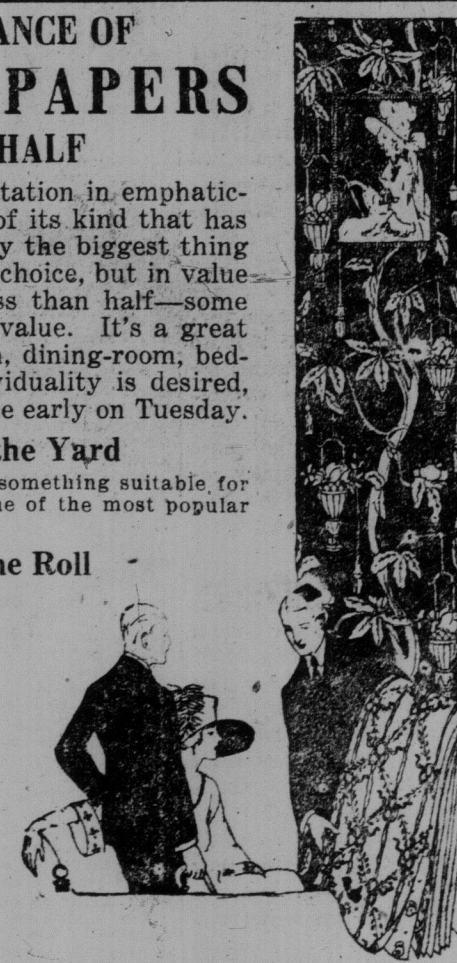 ANCE OF
PAPERS
HALF
tation in emphatic-
of its kind that has
y the biggest thing
choice, but in value
ss than half—some
value. It's a great
, dining-room, bed-
viduality is desired,
e early on Tuesday.
the Yard
something suitable for
ne of the most popular
he Roll